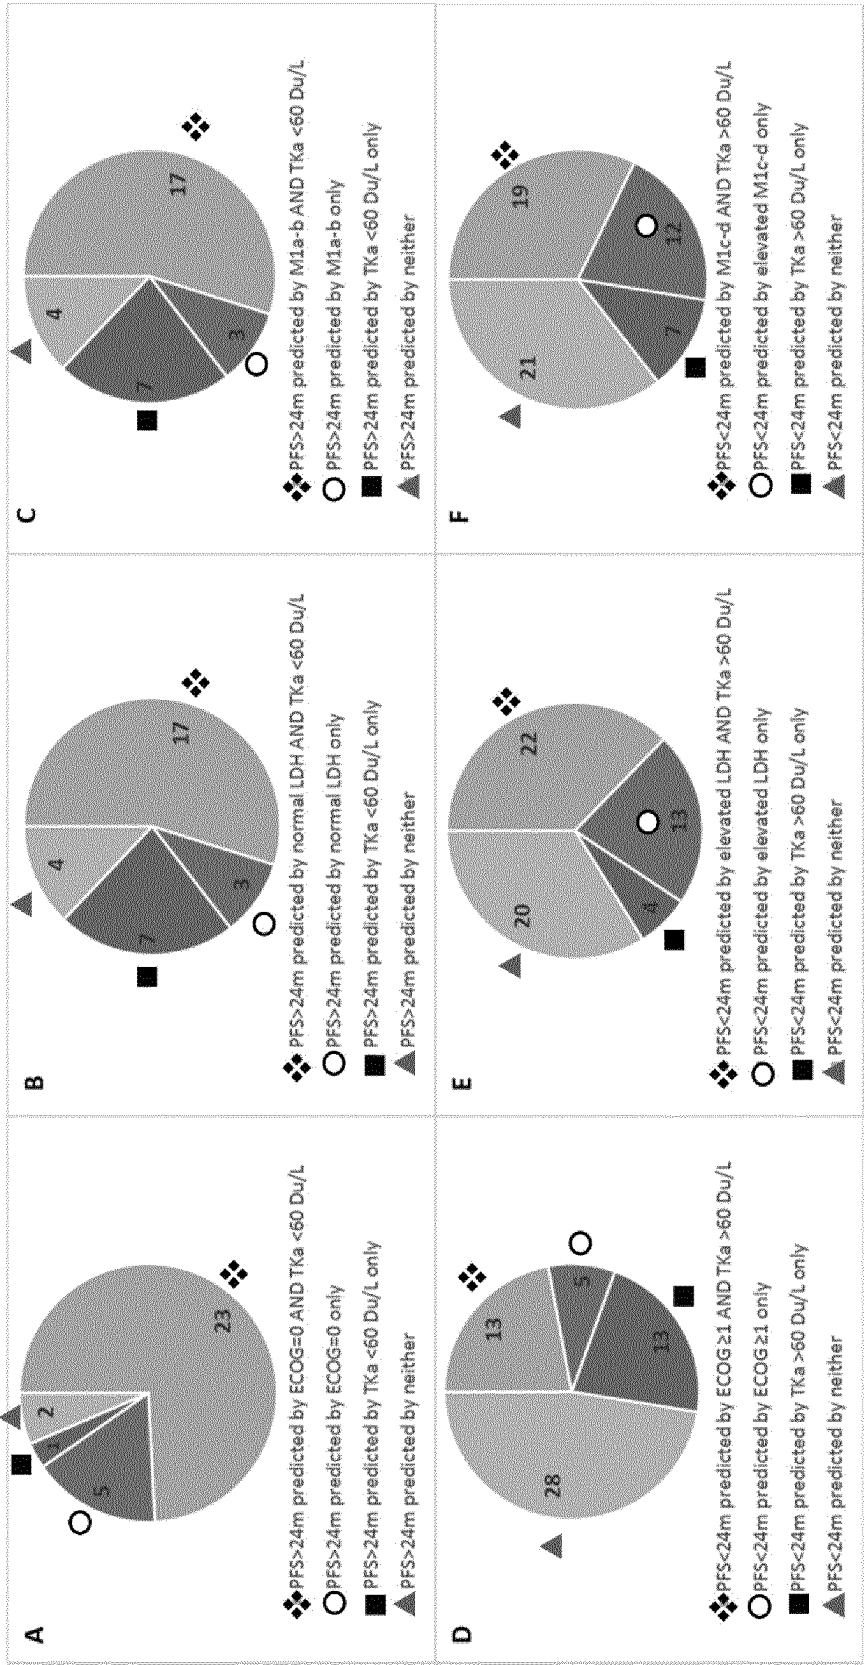 A
23
5
1
2
PFS>24m predicted by ECOG=0 AND TKa <60 Du/L
PFS>24m predicted by ECOG=0 only
PFS>24m predicted by TKa <60 Du/L only
PFS>24m predicted by neither
B
17
3
7
4
PFS>24m predicted by normal LDH AND TKa <60 Du/L
PFS>24m predicted by normal LDH only
PFS>24m predicted by TKa <60 Du/L only
PFS>24m predicted by neither
C
17
3
7
4
PFS>24m predicted by M1a-b AND TKa <60 Du/L
PFS>24m predicted by M1a-b only
PFS>24m predicted by TKa <60 Du/L only
PFS>24m predicted by neither
D
13
5
13
28
PFS<24m predicted by ECOG≥1 AND TKa >60 Du/L
PFS<24m predicted by ECOG ≥1 only
PFS<24m predicted by TKa >60 Du/L only
PFS<24m predicted by neither
E
22
13
4
20
PFS<24m predicted by elevated LDH AND TKa >60 Du/L
PFS<24m predicted by elevated LDH only
PFS<24m predicted by TKa >60 Du/L only
PFS<24m predicted by neither
F
19
12
7
21
PFS<24m predicted by M1c-d AND TKa >60 Du/L
PFS<24m predicted by elevated M1c-d only
PFS<24m predicted by TKa >60 Du/L only
PFS<24m predicted by neither